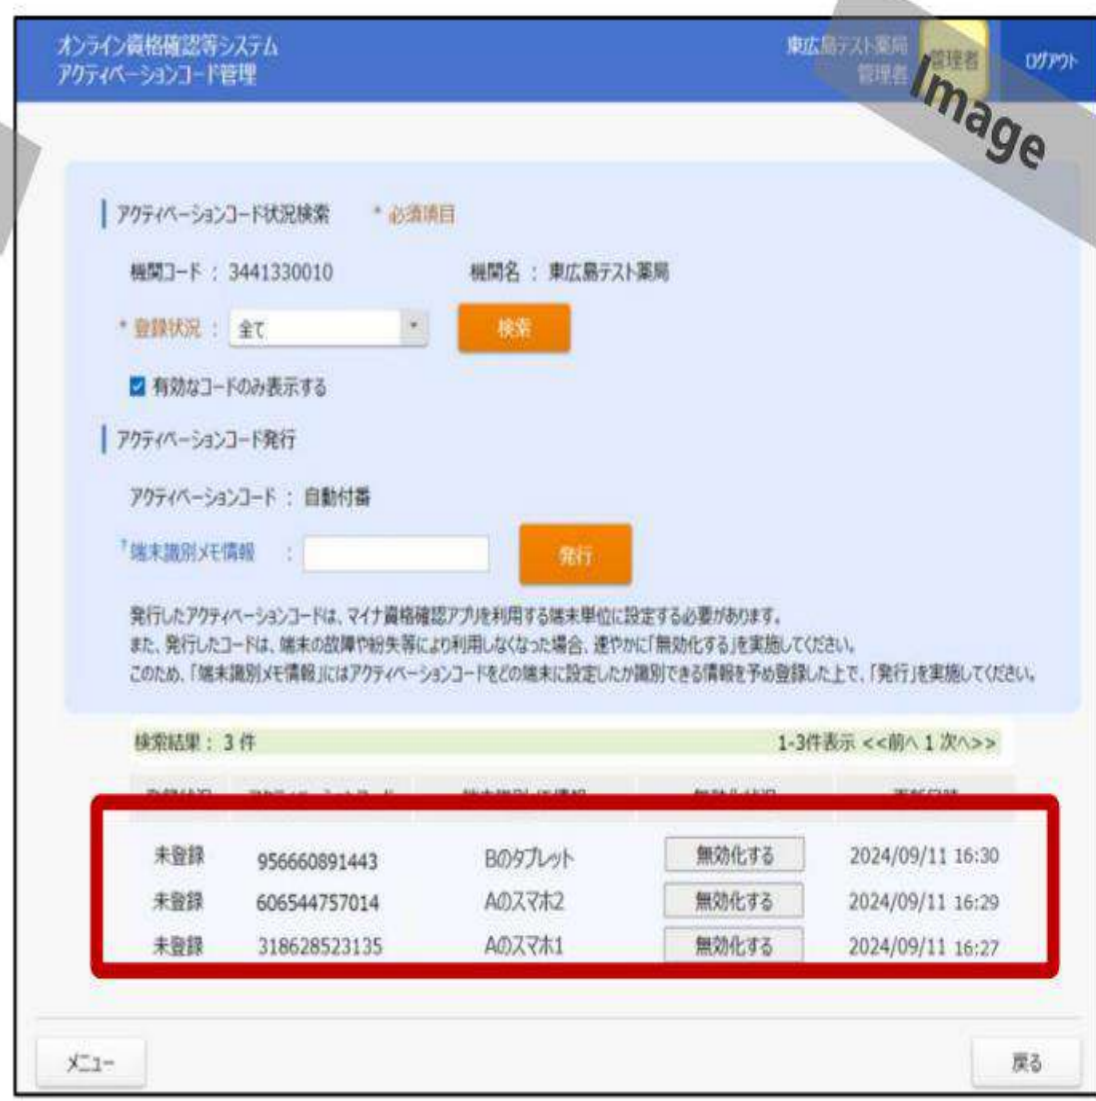 オンライン資格確認等システム
アクティベーションコード管理
東広島テスト薬局
管理者
管理者
ログアウト
Image
アクティベーションコード状況検索 * 必須項目
機関コード : 3441330010 機関名 : 東広島テスト薬局
* 登録状況 : 全て 検索
有効なコードのみ表示する
アクティベーションコード発行
アクティベーションコード : 自動付番
?端末識別メモ情報 : 発行
発行したアクティベーションコードは、マイナ資格確認アプリを利用する端末単位に設定する必要があります。
また、発行したコードは、端末の故障や紛失等により利用しなくなった場合、速やかに「無効化する」を実施してください。
このため、「端末識別メモ情報」にはアクティベーションコードをどの端末に設定したか識別できる情報を予め登録した上で、「発行」を実施してください。
検索結果 : 3 件 1-3件表示 <<前へ 1 次へ>>
未登録 956660891443 Bのタブレット 無効化する 2024/09/11 16:30
未登録 606544757014 Aのスマホ2 無効化する 2024/09/11 16:29
未登録 318628523135 Aのスマホ1 無効化する 2024/09/11 16:27
メニュー 戻る